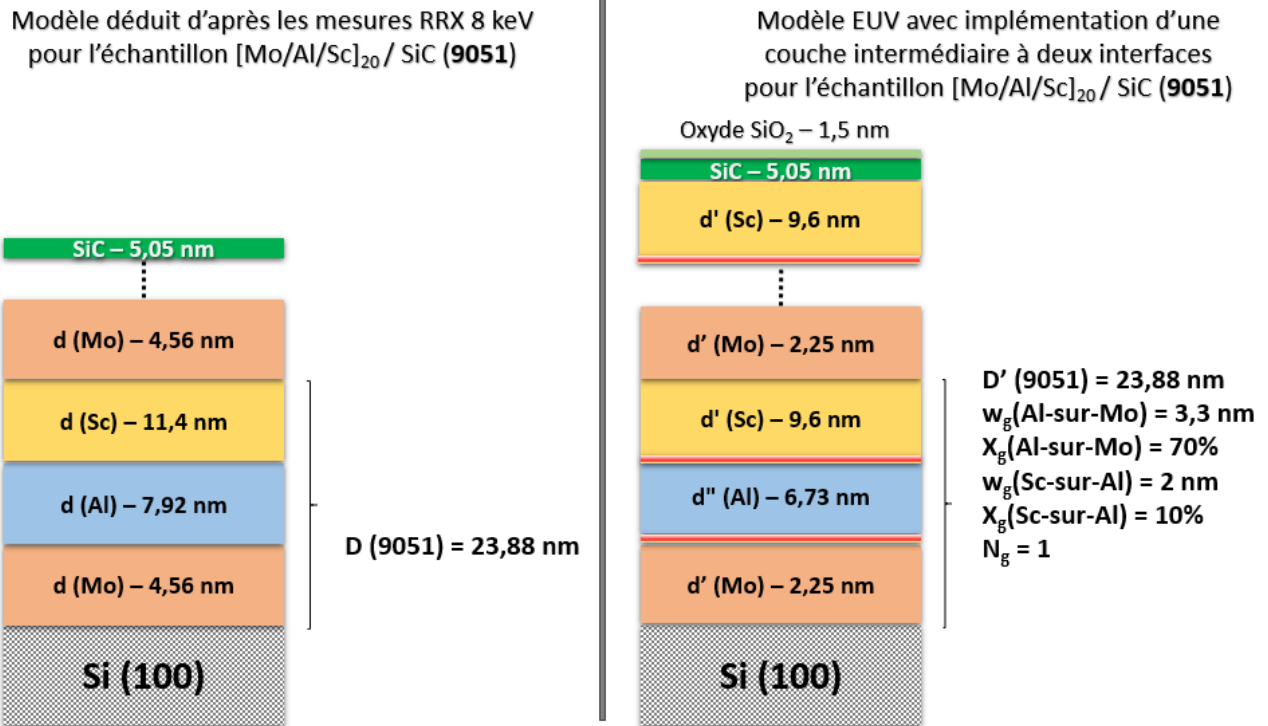 Modèle déduit d’après les mesures RRX 8 keV
pour l’échantillon [Mo/Al/Sc]₂₀ / SiC (9051)
SiC – 5,05 nm
d (Mo) – 4,56 nm
d (Sc) – 11,4 nm
d (Al) – 7,92 nm
d (Mo) – 4,56 nm
Si (100)
D (9051) = 23,88 nm
Modèle EUV avec implémentation d’une
couche intermédiaire à deux interfaces
pour l’échantillon [Mo/Al/Sc]₂₀ / SiC (9051)
Oxyde SiO₂ – 1,5 nm
SiC – 5,05 nm
d' (Sc) – 9,6 nm
d’ (Mo) – 2,25 nm
d' (Sc) – 9,6 nm
d" (Al) – 6,73 nm
d’ (Mo) – 2,25 nm
Si (100)
D’ (9051) = 23,88 nm
w_g(Al-sur-Mo) = 3,3 nm
X_g(Al-sur-Mo) = 70%
w_g(Sc-sur-Al) = 2 nm
X_g(Sc-sur-Al) = 10%
N_g = 1